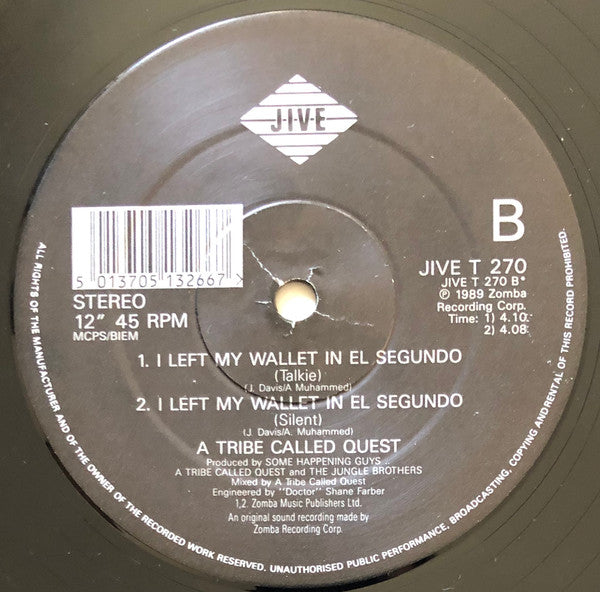 J·I·V·E
B
5 013705 132667 >
STEREO
12" 45 RPM
MCPS/BIEM
JIVE T 270
JIVE T 270 B*
℗ 1989 Zomba
Recording Corp.
Time: 1) 4.10
2) 4.08
1. I LEFT MY WALLET IN EL SEGUNDO
(Talkie)
(J. Davis/A Muhammed)
2. I LEFT MY WALLET IN EL SEGUNDO
(Silent)
(J. Davis/A. Muhammed)
A TRIBE CALLED QUEST
Produced by SOME HAPPENING GUYS ..
A TRIBE CALLED QUEST and THE JUNGLE BROTHERS
Mixed by A Tribe Called Quest
Engineered by "Doctor" Shane Farber
1,2. Zomba Music Publishers Ltd.
An original sound recording made by
Zomba Recording Corp.
ALL RIGHTS OF THE MANUFACTURER AND OF THE OWNER OF THE RECORDED WORK RESERVED. UNAUTHORISED PUBLIC PERFORMANCE, BROADCASTING, COPYING AND RENTAL OF THIS RECORD PROHIBITED.